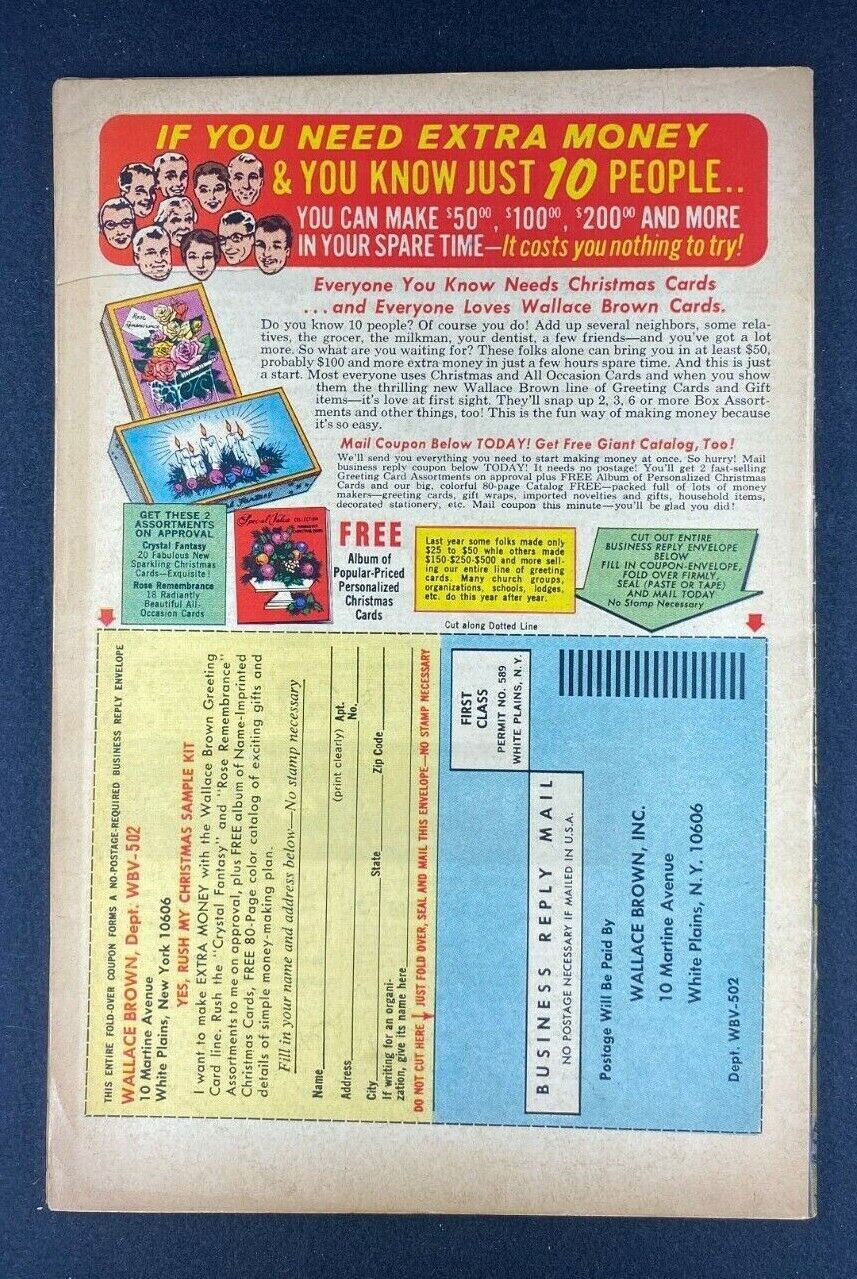 IF YOU NEED EXTRA MONEY
& YOU KNOW JUST 10 PEOPLE..
YOU CAN MAKE $50⁰⁰, $100⁰⁰, $200⁰⁰ AND MORE
IN YOUR SPARE TIME—It costs you nothing to try!
Everyone You Know Needs Christmas Cards
...and Everyone Loves Wallace Brown Cards.
Do you know 10 people? Of course you do! Add up several neighbors, some rela-
tives, the grocer, the milkman, your dentist, a few friends—and you've got a lot
more. So what are you waiting for? These folks alone can bring you in at least $50,
probably $100 and more extra money in just a few hours spare time. And this is just
a start. Most everyone uses Christmas and All Occasion Cards and when you show
them the thrilling new Wallace Brown line of Greeting Cards and Gift
items—it's love at first sight. They'll snap up 2, 3, 6 or more Box Assort-
ments and other things, too! This is the fun way of making money because
it's so easy.
Mail Coupon Below TODAY! Get Free Giant Catalog, Too!
We'll send you everything you need to start making money at once. So hurry! Mail
business reply coupon below TODAY! It needs no postage! You'll get 2 fast-selling
Greeting Card Assortments on approval plus FREE Album of Personalized Christmas
Cards and our big, colorful 80-page Catalog FREE—packed full of lots of money
makers—greeting cards, gift wraps, imported novelties and gifts, household items,
decorated stationery, etc. Mail coupon this minute—you'll be glad you did!
Rose
Remembrance
Crystal Fantasy
GET THESE 2
ASSORTMENTS
ON APPROVAL
Crystal Fantasy
20 Fabulous New
Sparkling Christmas
Cards—Exquisite!
Rose Remembrance
18 Radiantly
Beautiful All-
Occasion Cards
Special Value COLLECTION
FREE
Album of
Popular-Priced
Personalized
Christmas
Cards
Last year some folks made only
$25 to $50 while others made
$150-$250-$500 and more sell-
ing our entire line of greeting
cards. Many church groups,
organizations, schools, lodges,
etc. do this year after year.
CUT OUT ENTIRE
BUSINESS REPLY ENVELOPE
BELOW
FILL IN COUPON-ENVELOPE,
FOLD OVER FIRMLY
SEAL (PASTE OR TAPE)
AND MAIL TODAY
No Stamp Necessary
Cut along Dotted Line
THIS ENTIRE FOLD-OVER COUPON FORMS A NO-POSTAGE-REQUIRED BUSINESS REPLY ENVELOPE
WALLACE BROWN, Dept. WBV-502
10 Martine Avenue
White Plains, New York 10606
YES, RUSH MY CHRISTMAS SAMPLE KIT
I want to make EXTRA MONEY with the Wallace Brown Greeting
Card line. Rush the "Crystal Fantasy" and "Rose Remembrance"
Assortments to me on approval, plus FREE album of Name-Imprinted
Christmas Cards, FREE 80-Page color catalog of exciting gifts and
details of simple money-making plan.
Fill in your name and address below—No stamp necessary
Name
(print clearly)
Address
Apt.
No.
City
State
Zip Code
If writing for an organi-
zation, give its name here
DO NOT CUT HERE JUST FOLD OVER, SEAL AND MAIL THIS ENVELOPE—NO STAMP NECESSARY
FIRST
CLASS
PERMIT NO. 589
WHITE PLAINS, N.Y.
BUSINESS REPLY MAIL
NO POSTAGE NECESSARY IF MAILED IN U.S.A.
Postage Will Be Paid By
WALLACE BROWN, INC.
10 Martine Avenue
White Plains, N.Y. 10606
Dept. WBV-502